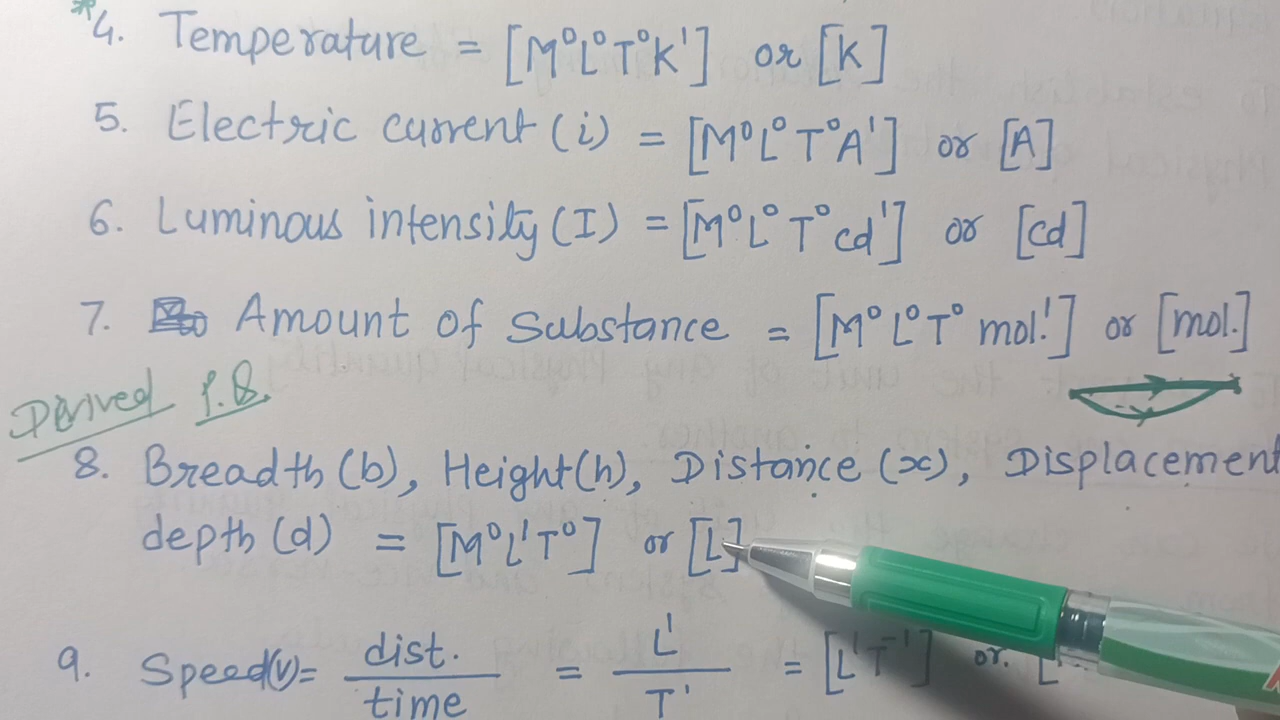 *4. Temperature = [M⁰L⁰T⁰K¹] or [K]
5. Electric current (i) = [M⁰L⁰T⁰A¹] or [A]
6. Luminous intensity (I) = [M⁰L⁰T⁰cd¹] or [cd]
7. Amount of substance = [M⁰L⁰T⁰ mol.¹] or [mol.]
Derived P.Q.
8. Breadth (b), Height(h), Distance (x), Displacement
depth (d) = [M⁰L¹T⁰] or [L]
9. Speed(v)= dist./time = L¹/T¹ = [L¹T⁻¹] or. [L